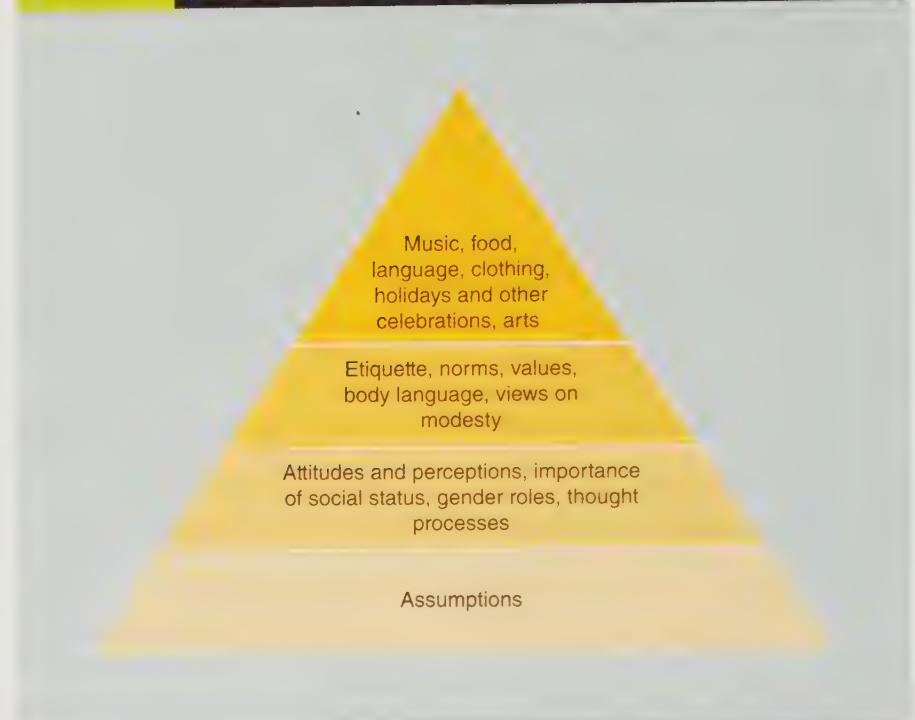 Music, food,
language, clothing,
holidays and other
celebrations, arts
Etiquette, norms, values,
body language, views on
modesty
Attitudes and perceptions, importance
of social status, gender roles, thought
processes
Assumptions